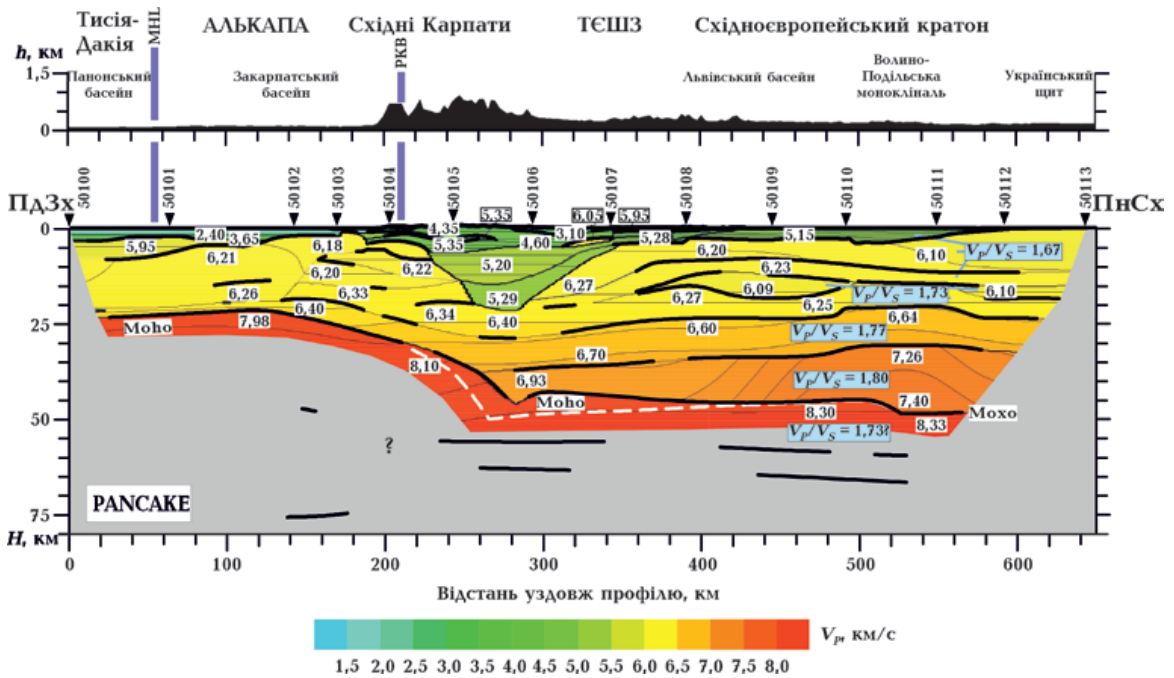 Тисія-
Дакія
MHL
АЛЬКАПА
Східні Карпати
ТЄШЗ
Східноєвропейський кратон
h, км
Панонський
басейн
Закарпатський
басейн
РКВ
Львівський басейн
Волино-
Подільська
монокліналь
Український
щит
1,5
0
50100
50101
50102
50103
50104
50105
50106
50107
50108
50109
50110
50111
50112
50113
ПдЗх
ПнСх
5.35
6.05
5.95
0
2,40
3,65
5,95
6,21
6,18
4,35
5,35
4,60
3,10
5,28
5,15
6,20
6,10
Vp/Vs = 1,67
6,20
6,22
5,20
6,23
6,26
6,33
5,29
6,27
6,27
6,09
Vp/Vs = 1,73
6,10
6,40
6,34
6,40
6,25
25
Moho
7,98
6,60
6,64
Vp/Vs = 1,77
8,10
6,70
7,26
6,93
Vp/Vs = 1,80
50
Moho
7,40
Мохо
8,30
8,33
Vp/Vs = 1,73?
?
PANCAKE
75
H, км
0 100 200 300 400 500 600
Відстань уздовж профілю, км
Vp, км/с
1,5 2,0 2,5 3,0 3,5 4,0 4,5 5,0 5,5 6,0 6,5 7,0 7,5 8,0